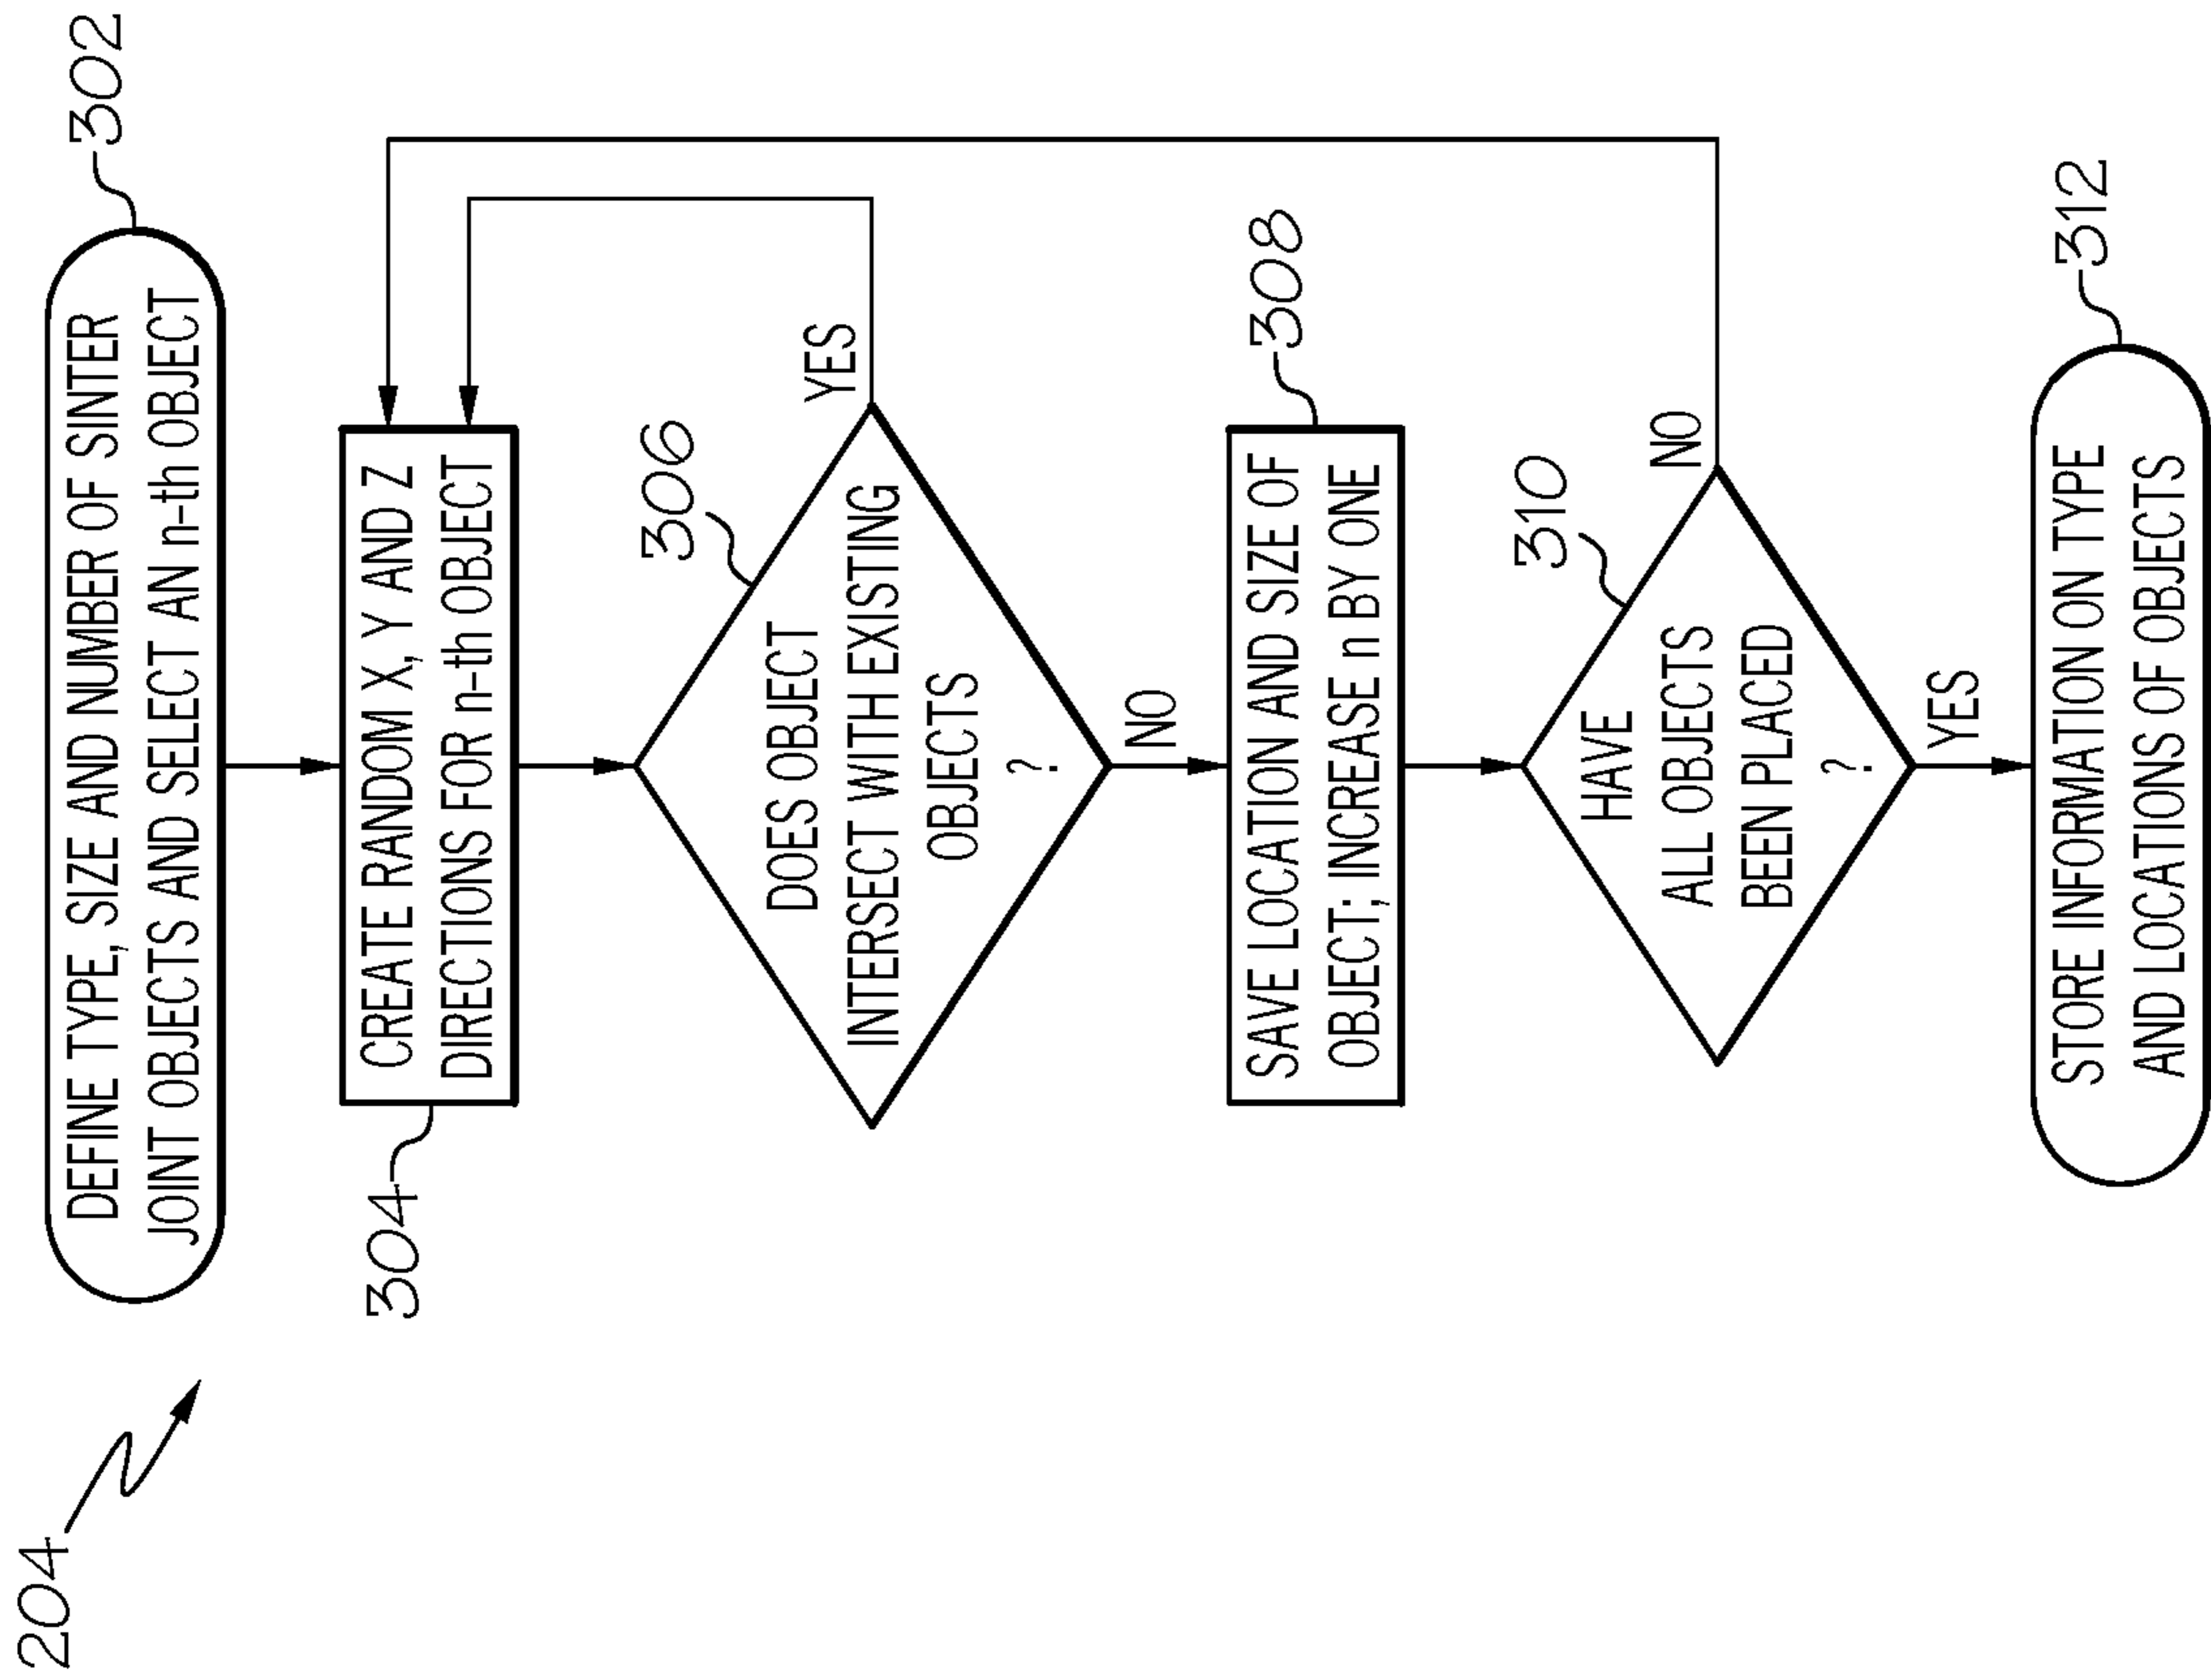 204
302
DEFINE TYPE, SIZE AND NUMBER OF SINTER
JOINT OBJECTS AND SELECT AN n-th OBJECT
304
CREATE RANDOM X, Y AND Z
DIRECTIONS FOR n-th OBJECT
306
DOES OBJECT
INTERSECT WITH EXISTING
OBJECTS
?
YES
NO
308
SAVE LOCATION AND SIZE OF
OBJECT; INCREASE n BY ONE
310
HAVE
ALL OBJECTS
BEEN PLACED
?
NO
YES
312
STORE INFORMATION ON TYPE
AND LOCATIONS OF OBJECTS